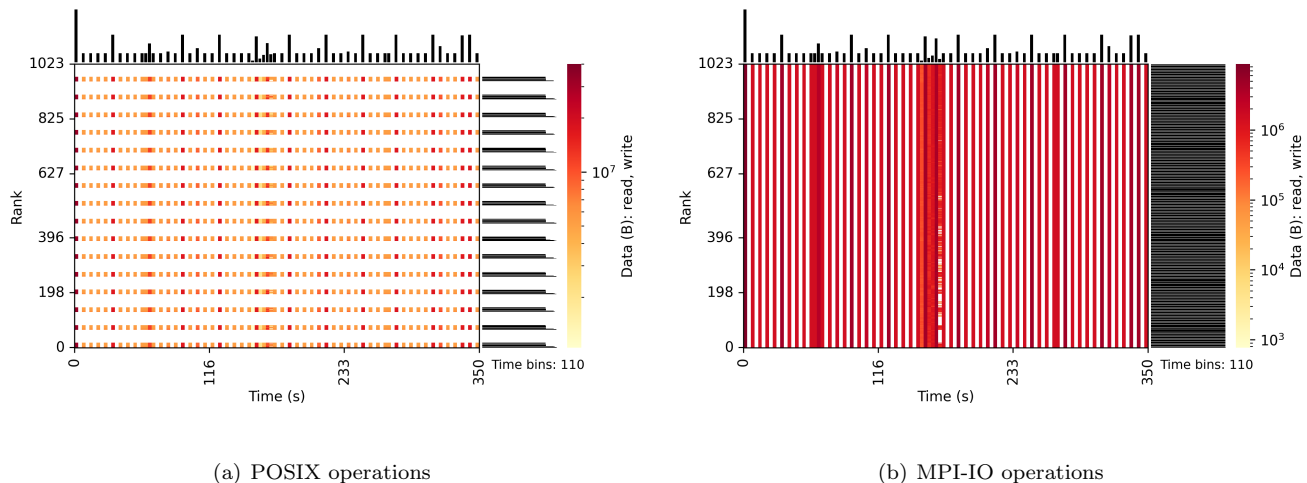 1023
825
627
396
198
0
Rank
0
116
233
350
Time (s)
Time bins: 110
10^7
Data (B): read, write
(a) POSIX operations
1023
825
627
396
198
0
Rank
0
116
233
350
Time (s)
Time bins: 110
10^6
10^5
10^4
10^3
Data (B): read, write
(b) MPI-IO operations